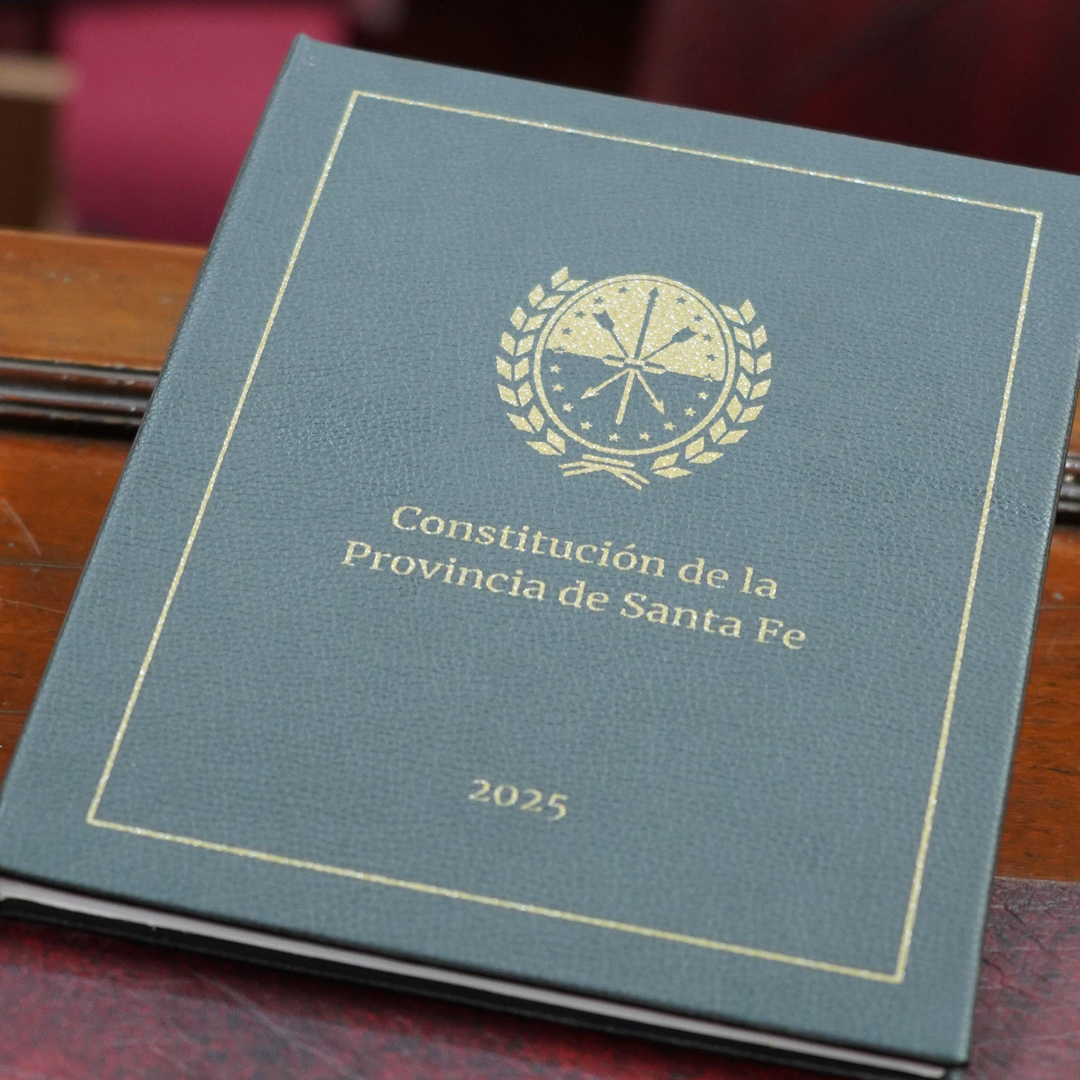 Constitución de la
Provincia de Santa Fe
2025